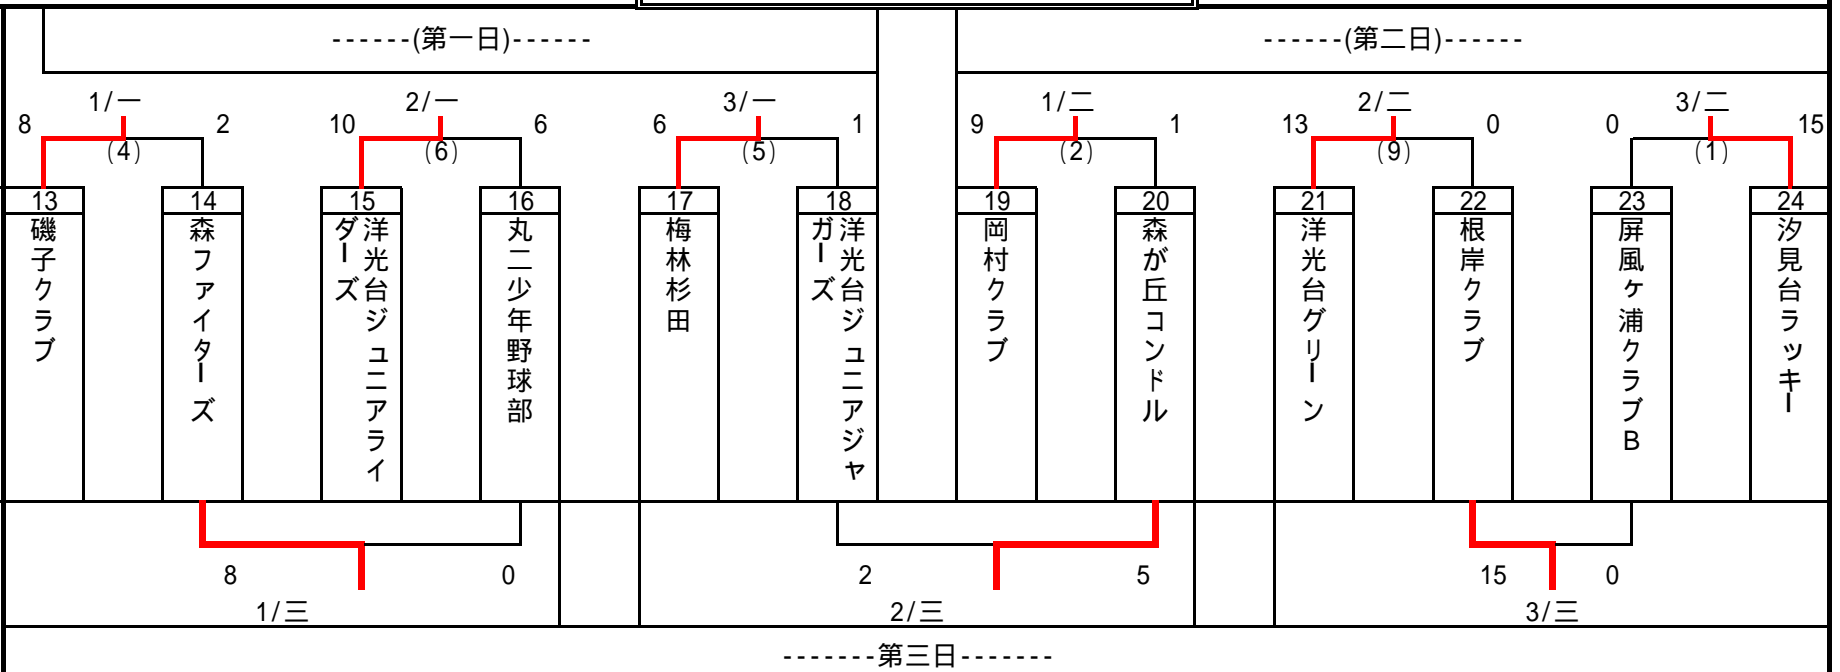 ------(第一日)------
------(第二日)------
1/一
2/一
3/一
1/二
2/二
3/二
8 2
10 6
6 1
9 1
13 0
0 15
(4)
(6)
(5)
(2)
(9)
(1)
13
14
15
16
17
18
19
20
21
22
23
24
磯子クラブ
森ファイターズ
洋光台ジュニアライ
ダーズ
丸二少年野球部
梅林杉田
洋光台ジュニアジャ
ガーズ
岡村クラブ
森が丘コンドル
洋光台グリーン
根岸クラブ
屏風ヶ浦クラブB
汐見台ラッキー
8 0
2 5
15 0
1/三
2/三
3/三
-------第三日-------